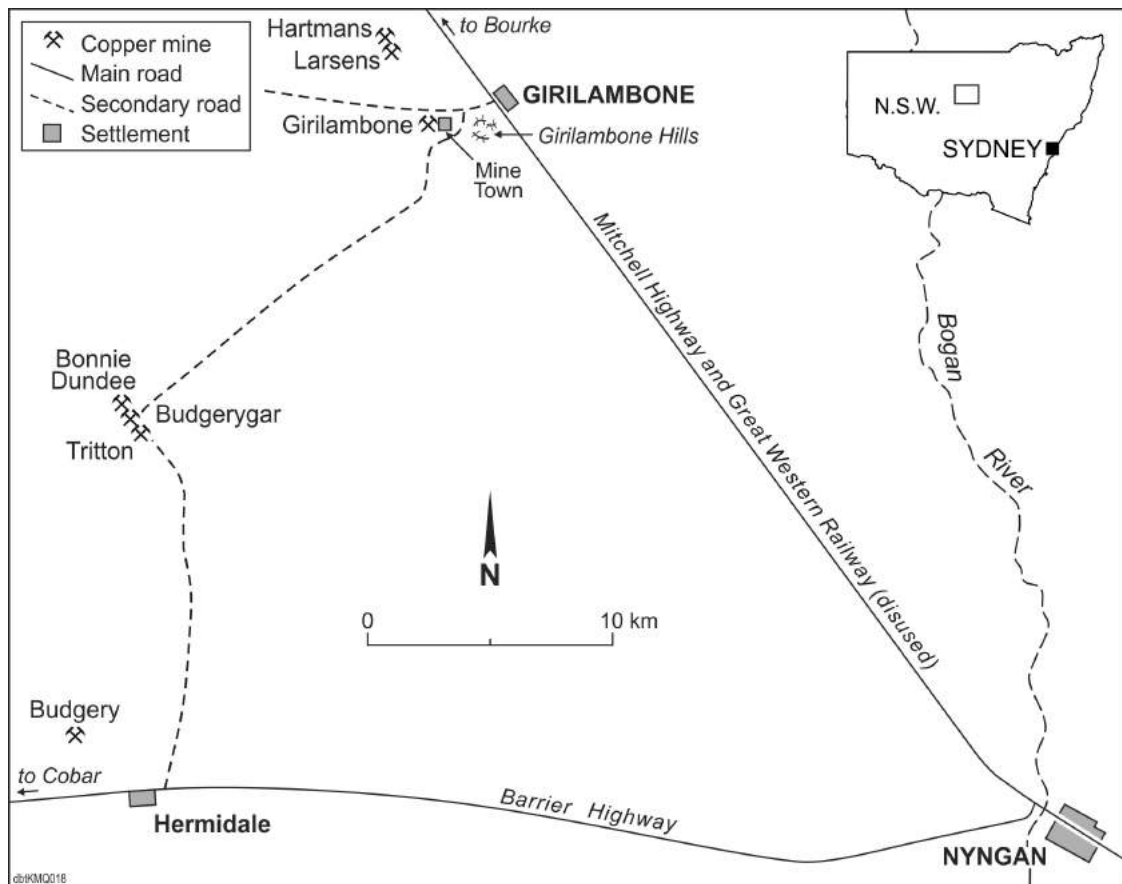 Copper mine
Main road
Secondary road
Settlement
Hartmans
Larsens
to Bourke
GIRILAMBONE
Girilambone
Girilambone Hills
Mine
Town
N.S.W.
SYDNEY
Mitchell Highway and Great Western Railway (disused)
Bogan
River
Bonnie
Dundee
Budgerygar
Tritton
N
0
10 km
Budgery
to Cobar
Hermidale
Barrier Highway
NYNGAN
dbtKMQ018